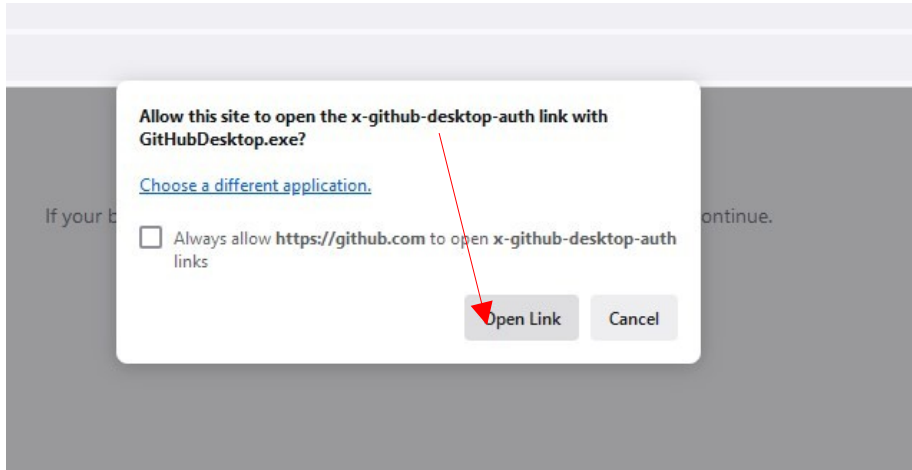 Allow this site to open the x-github-desktop-auth link with
GitHubDesktop.exe?
Choose a different application.
If your b
ontinue.
Always allow https://github.com to open x-github-desktop-auth
links
Open Link
Cancel